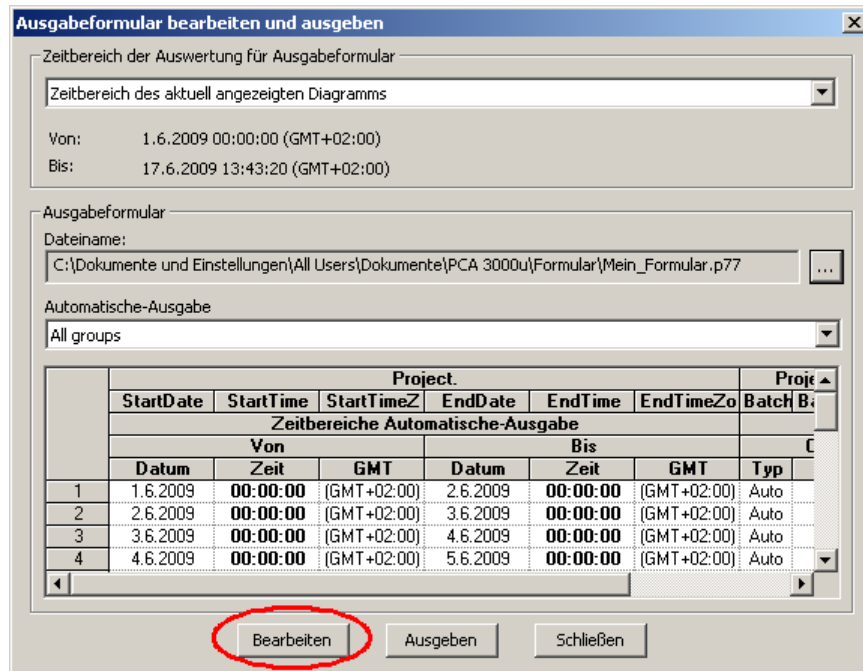 Ausgabeformular bearbeiten und ausgeben
Zeitbereich der Auswertung für Ausgabeformular
Zeitbereich des aktuell angezeigten Diagramms
Von: 1.6.2009 00:00:00 (GMT+02:00)
Bis: 17.6.2009 13:43:20 (GMT+02:00)
Ausgabeformular
Dateiname:
C:\Dokumente und Einstellungen\All Users\Dokumente\PCA 3000u\Formular\Mein_Formular.p77 ...
Automatische-Ausgabe
All groups
Project. Proje
StartDate StartTime StartTimeZ EndDate EndTime EndTimeZo Batch Ba
Zeitbereiche Automatische-Ausgabe
Von Bis
Datum Zeit GMT Datum Zeit GMT Typ
1 1.6.2009 00:00:00 (GMT+02:00) 2.6.2009 00:00:00 (GMT+02:00) Auto
2 2.6.2009 00:00:00 (GMT+02:00) 3.6.2009 00:00:00 (GMT+02:00) Auto
3 3.6.2009 00:00:00 (GMT+02:00) 4.6.2009 00:00:00 (GMT+02:00) Auto
4 4.6.2009 00:00:00 (GMT+02:00) 5.6.2009 00:00:00 (GMT+02:00) Auto
Bearbeiten Ausgeben Schließen